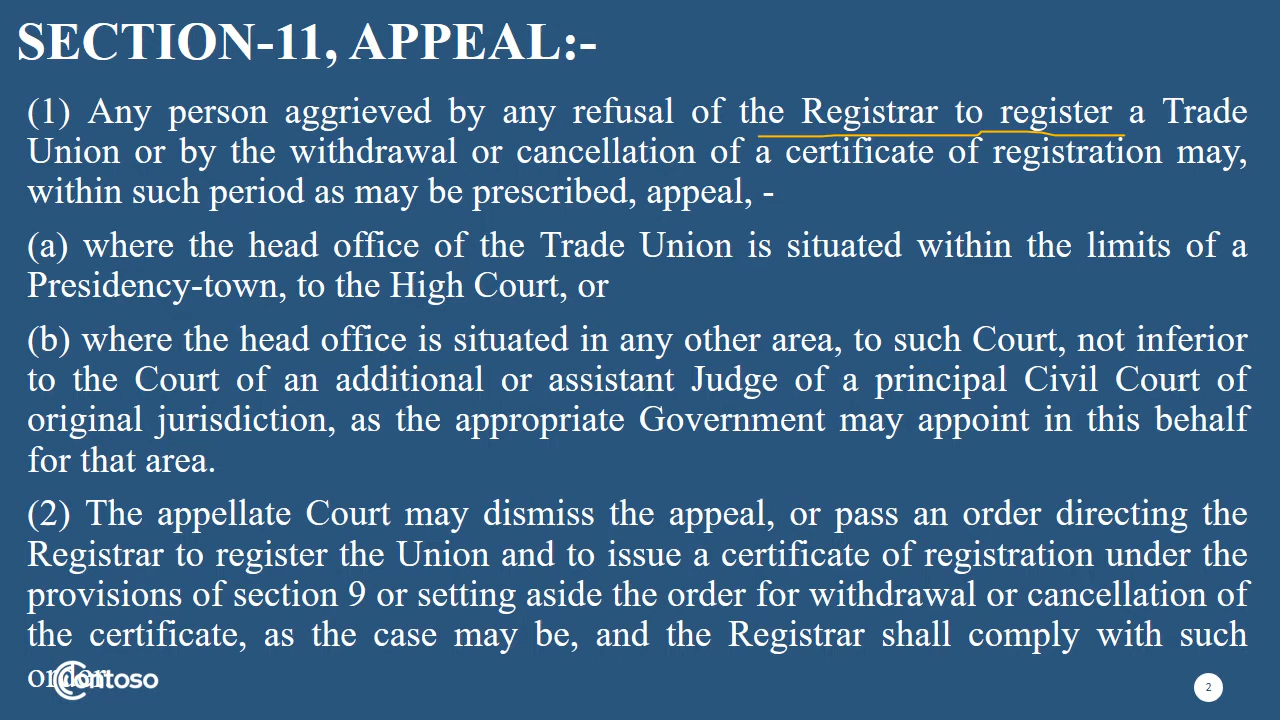 SECTION-11, APPEAL:-
(1) Any person aggrieved by any refusal of the Registrar to register a Trade
Union or by the withdrawal or cancellation of a certificate of registration may,
within such period as may be prescribed, appeal, -
(a) where the head office of the Trade Union is situated within the limits of a
Presidency-town, to the High Court, or
(b) where the head office is situated in any other area, to such Court, not inferior
to the Court of an additional or assistant Judge of a principal Civil Court of
original jurisdiction, as the appropriate Government may appoint in this behalf
for that area.
(2) The appellate Court may dismiss the appeal, or pass an order directing the
Registrar to register the Union and to issue a certificate of registration under the
provisions of section 9 or setting aside the order for withdrawal or cancellation of
the certificate, as the case may be, and the Registrar shall comply with such
order
Contoso
2